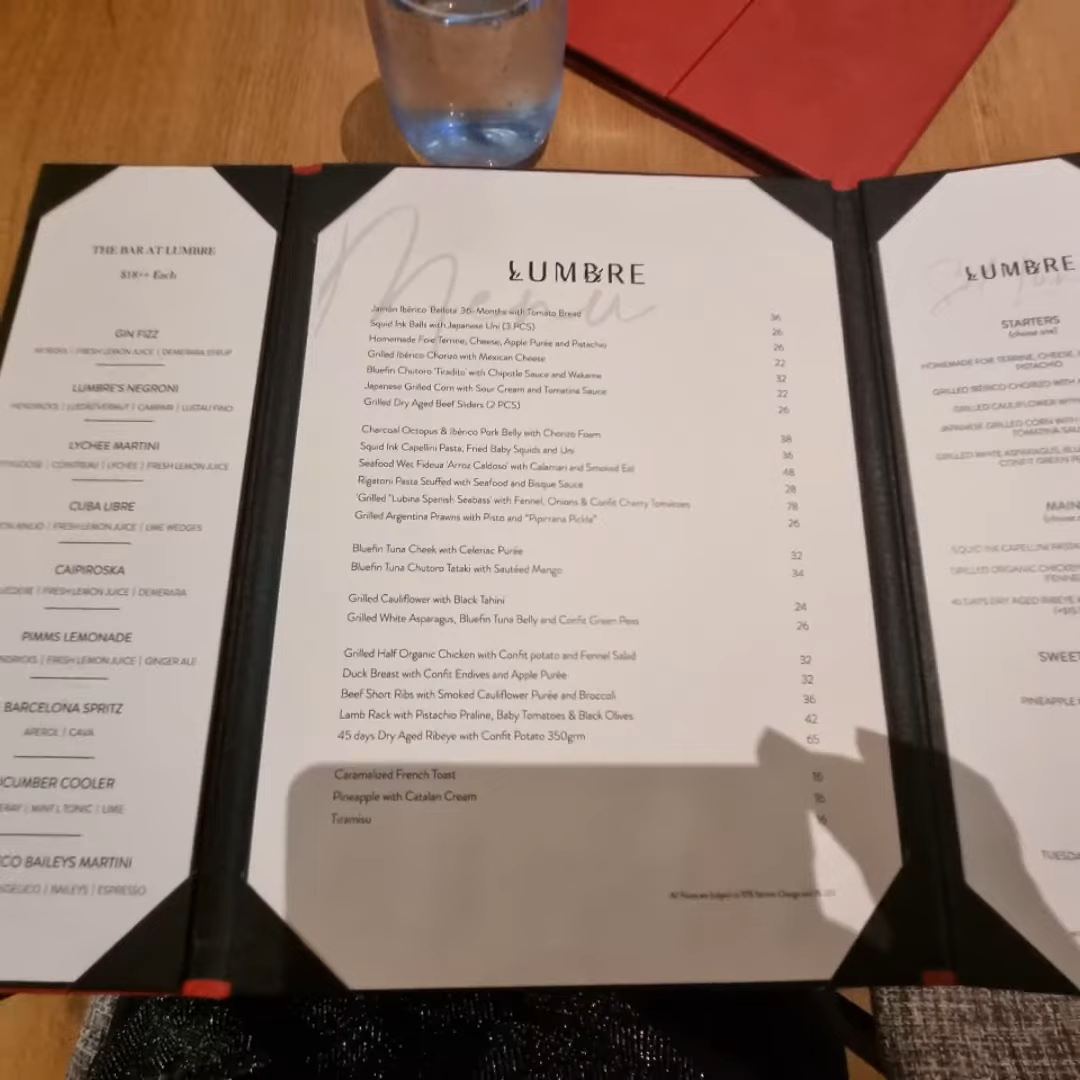 THE BAR AT LUMBRE
$18++ Each
GIN FIZZ
FRESH LEMON JUICE | DEMERARA SYRUP
LUMBRE'S NEGRONI
LYCHEE MARTINI
COINTREAU | LYCHEE | FRESH LEMON JUICE
CUBA LIBRE
FRESH LEMON JUICE | LIME WEDGES
CAIPIROSKA
FRESH LEMON JUICE | DEMERARA
PIMMS LEMONADE
FRESH LEMON JUICE | GINGER ALE
BARCELONA SPRITZ
APEROL | CAVA
CUMBER COOLER
MINT | TONIC | LIME
CO BAILEYS MARTINI
BAILEYS | ESPRESSO
Menu
LUMBRE
Jamón Ibérico 'Bellota' 36-Months with Tomato Bread 36
Squid Ink Balls with Japanese Uni (3 PCS) 26
Homemade Foie Terrine, Cheese, Apple Purée and Pistachio 26
Grilled Ibérico Chorizo with Mexican Cheese 22
Bluefin Chutoro 'Tiradito' with Chipotle Sauce and Wakame 32
Japanese Grilled Corn with Sour Cream and Tomatina Sauce 22
Grilled Dry Aged Beef Sliders (2 PCS) 26
Charcoal Octopus & Ibérico Pork Belly with Chorizo Foam 38
Squid Ink Capellini Pasta, Fried Baby Squids and Uni 36
Seafood Wet Fideua 'Arroz Caldoso' with Calamari and Smoked Eel 48
Rigatoni Pasta Stuffed with Seafood and Bisque Sauce 28
'Grilled "Lubina Spenish Seabass' with Fennel, Onions & Confit Cherry Tomatoes 78
Grilled Argentina Prawns with Pisto and "Pipirrana Pickle" 26
Bluefin Tuna Cheek with Celeriac Purée 32
Bluefin Tuna Chutoro Tataki with Sautéed Mango 34
Grilled Cauliflower with Black Tahini 24
Grilled White Asparagus, Bluefin Tuna Belly and Confit Green Peas 26
Grilled Half Organic Chicken with Confit potato and Fennel Salad 32
Duck Breast with Confit Endives and Apple Purée 32
Beef Short Ribs with Smoked Cauliflower Purée and Broccoli 36
Lamb Rack with Pistachio Praline, Baby Tomatoes & Black Olives 42
45 days Dry Aged Ribeye with Confit Potato 350grm 65
Caramalized French Toast 16
Pineapple with Catalan Cream 16
Tiramisu 16
LUMBRE
STARTERS
(choose one)
HOMEMADE FOIE TERRINE, CHEESE,
PISTACHIO
GRILLED IBÉRICO CHORIZO WITH
GRILLED CAULIFLOWER WITH
JAPANESE GRILLED CORN WITH
TOMATINA
GRILLED WHITE ASPARAGUS,
CONFIT GREEN
MAIN
SQUID INK CAPELLINI PASTA
GRILLED ORGANIC CHICKEN
FENNEL
45 DAYS DRY AGED RIBEYE
SWEET
PINEAPPLE
TUESDA